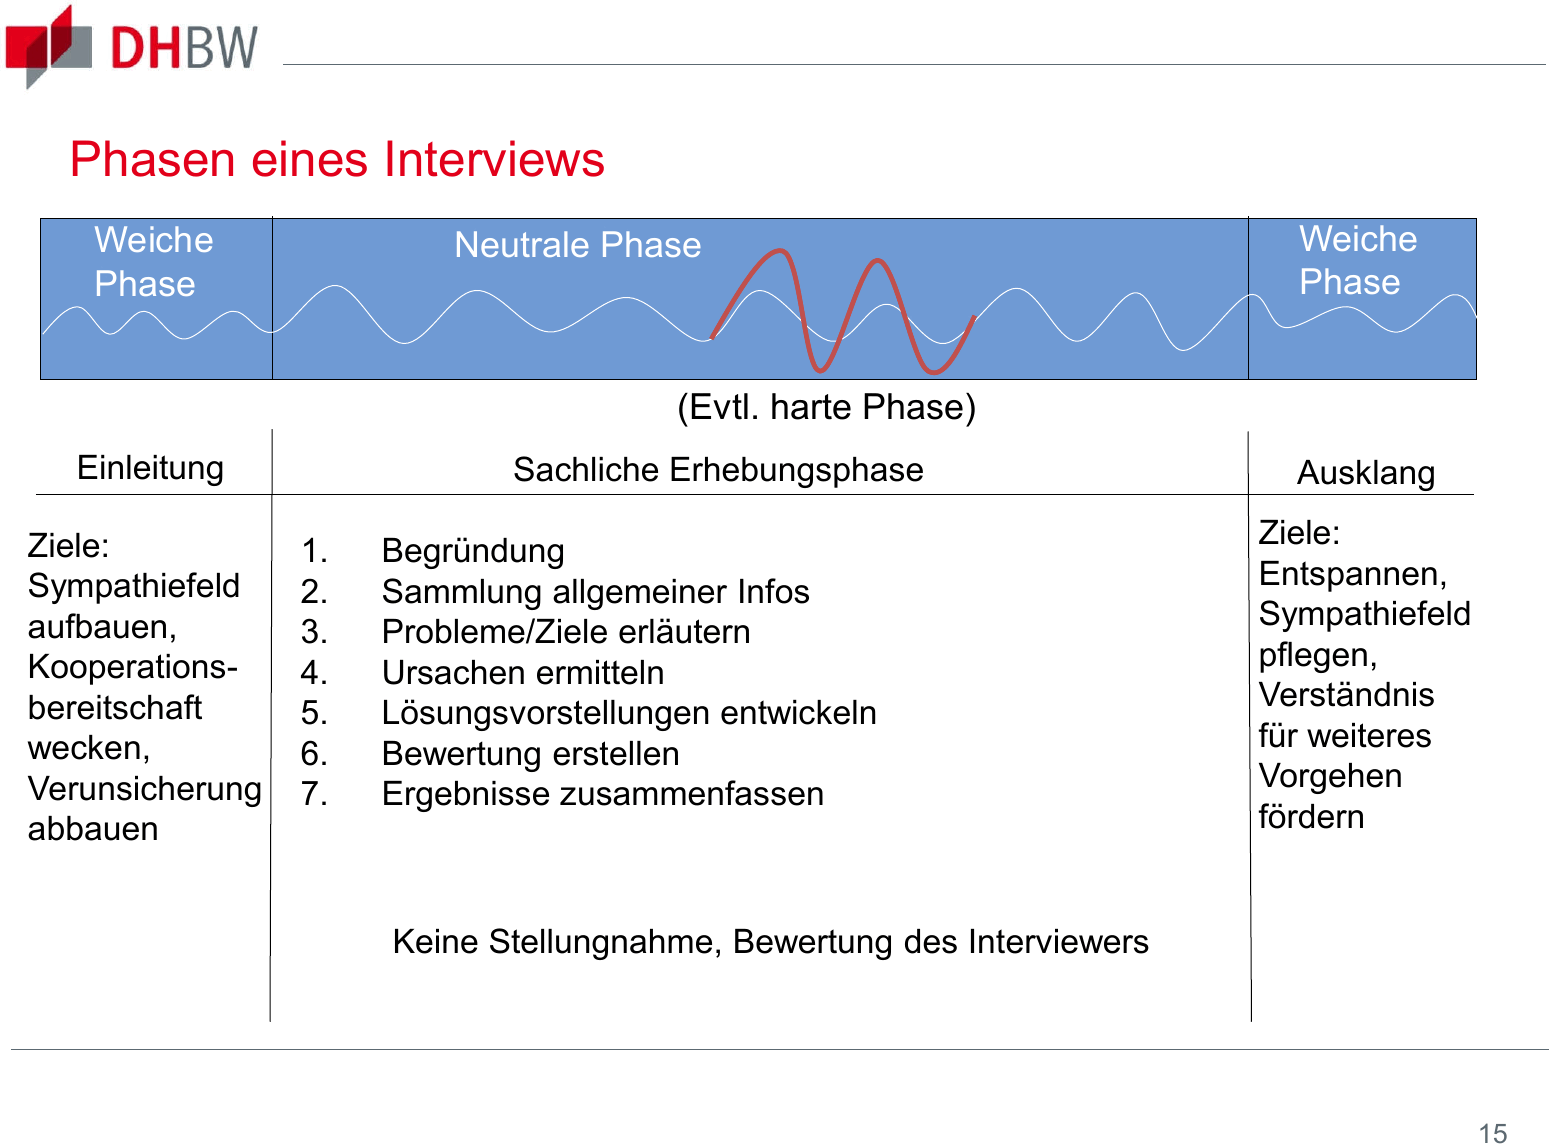 DHBW
Phasen eines Interviews
Weiche
Phase
Neutrale Phase
Weiche
Phase
(Evtl. harte Phase)
Einleitung
Sachliche Erhebungsphase
Ausklang
Ziele:
Sympathiefeld
aufbauen,
Kooperations-
bereitschaft
wecken,
Verunsicherung
abbauen
1. Begründung
2. Sammlung allgemeiner Infos
3. Probleme/Ziele erläutern
4. Ursachen ermitteln
5. Lösungsvorstellungen entwickeln
6. Bewertung erstellen
7. Ergebnisse zusammenfassen
Keine Stellungnahme, Bewertung des Interviewers
Ziele:
Entspannen,
Sympathiefeld
pflegen,
Verständnis
für weiteres
Vorgehen
fördern
15